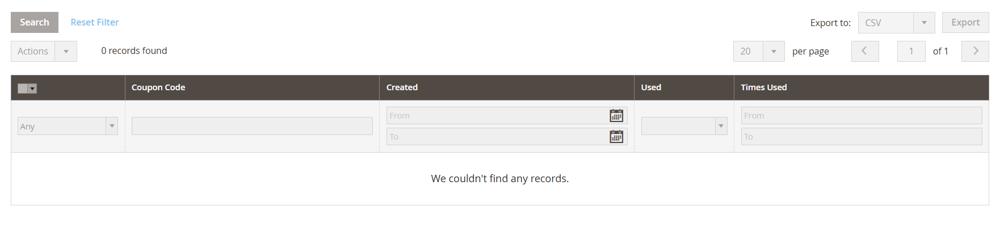 Search Reset Filter Export to: CSV Export
Actions 0 records found 20 per page 1 of 1
Coupon Code Created Used Times Used
From From
Any
To To
We couldn't find any records.